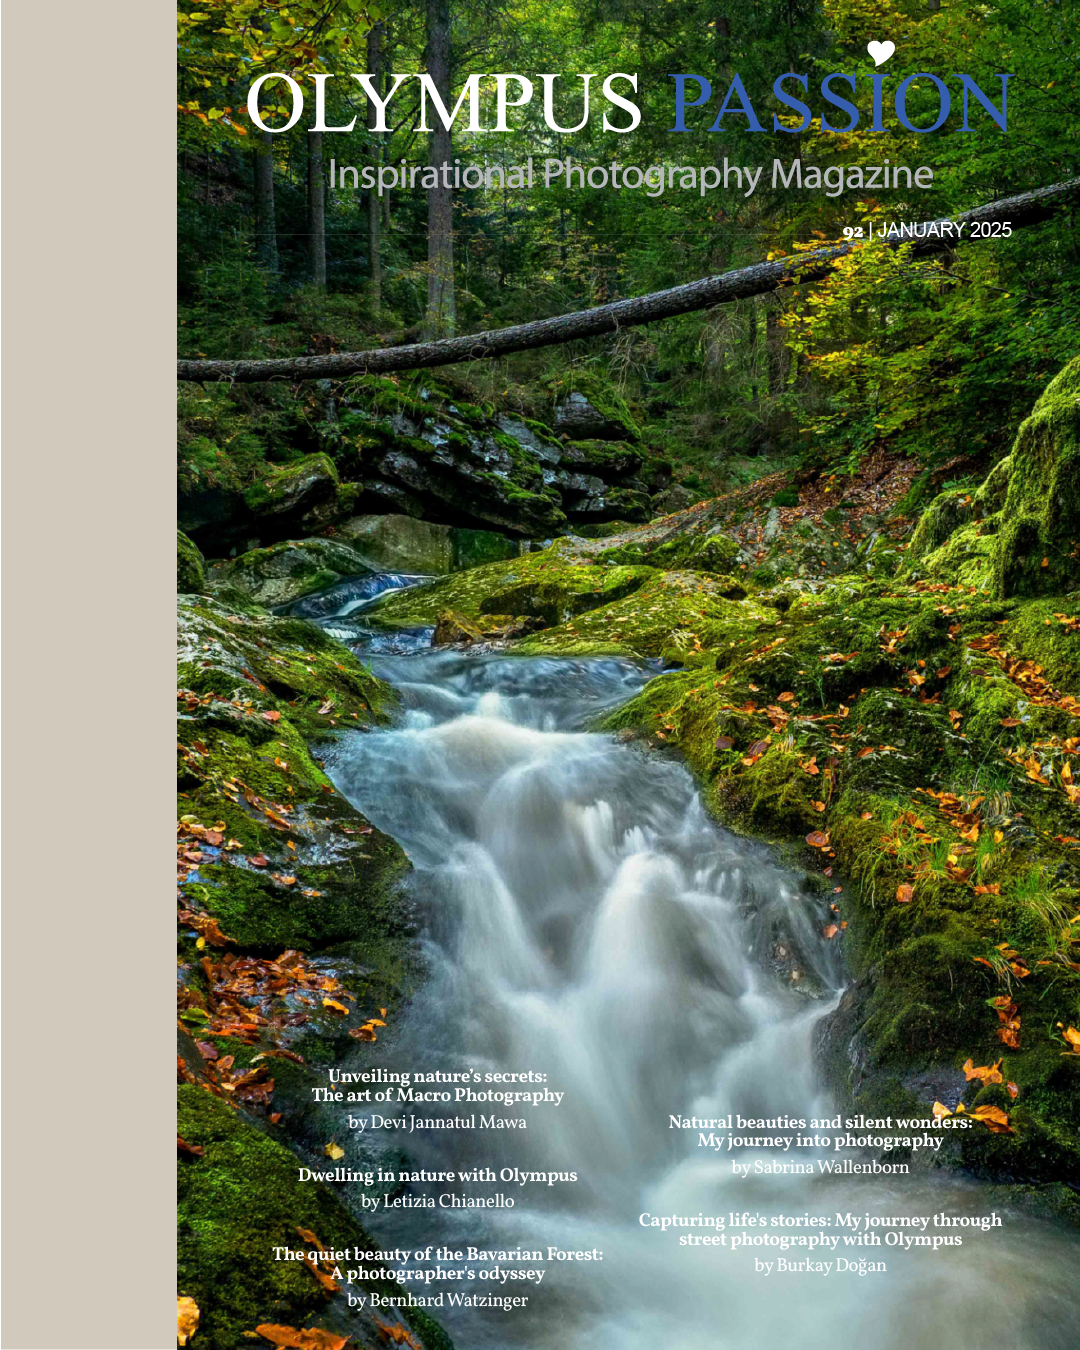 OLYMPUS PASSION
Inspirational Photography Magazine
92 | JANUARY 2025
Unveiling nature’s secrets:
The art of Macro Photography
by Devi Jannatul Mawa
Dwelling in nature with Olympus
by Letizia Chianello
The quiet beauty of the Bavarian Forest:
A photographer's odyssey
by Bernhard Watzinger
Natural beauties and silent wonders:
My journey into photography
by Sabrina Wallenborn
Capturing life's stories: My journey through
street photography with Olympus
by Burkay Doğan